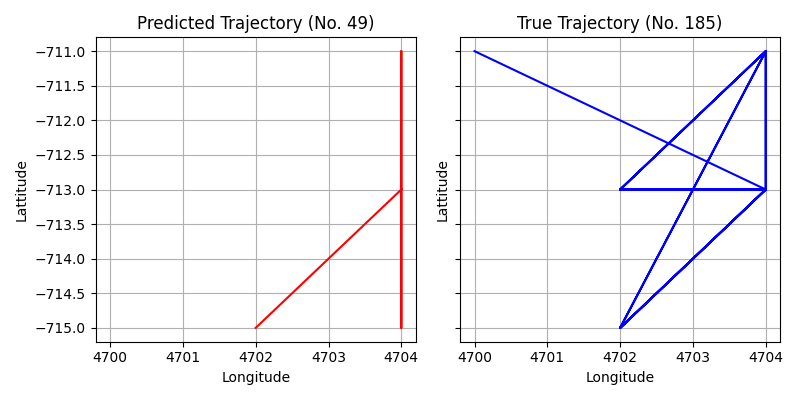 Predicted Trajectory (No. 49)
True Trajectory (No. 185)
−711.0
−711.5
−712.0
−712.5
−713.0
−713.5
−714.0
−714.5
−715.0
Lattitude
Lattitude
4700 4701 4702 4703 4704
4700 4701 4702 4703 4704
Longitude
Longitude